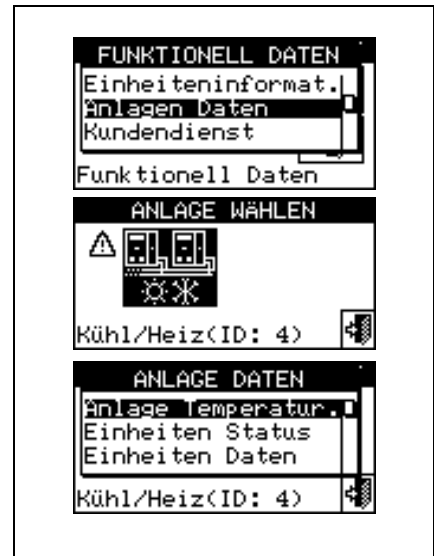 FUNKTIONELL DATEN
Einheiteninformat.
Anlagen Daten
Kundendienst
Funktionell Daten
ANLAGE WÄHLEN
Kühl/Heiz(ID: 4)
ANLAGE DATEN
Anlage Temperatur.
Einheiten Status
Einheiten Daten
Kühl/Heiz(ID: 4)